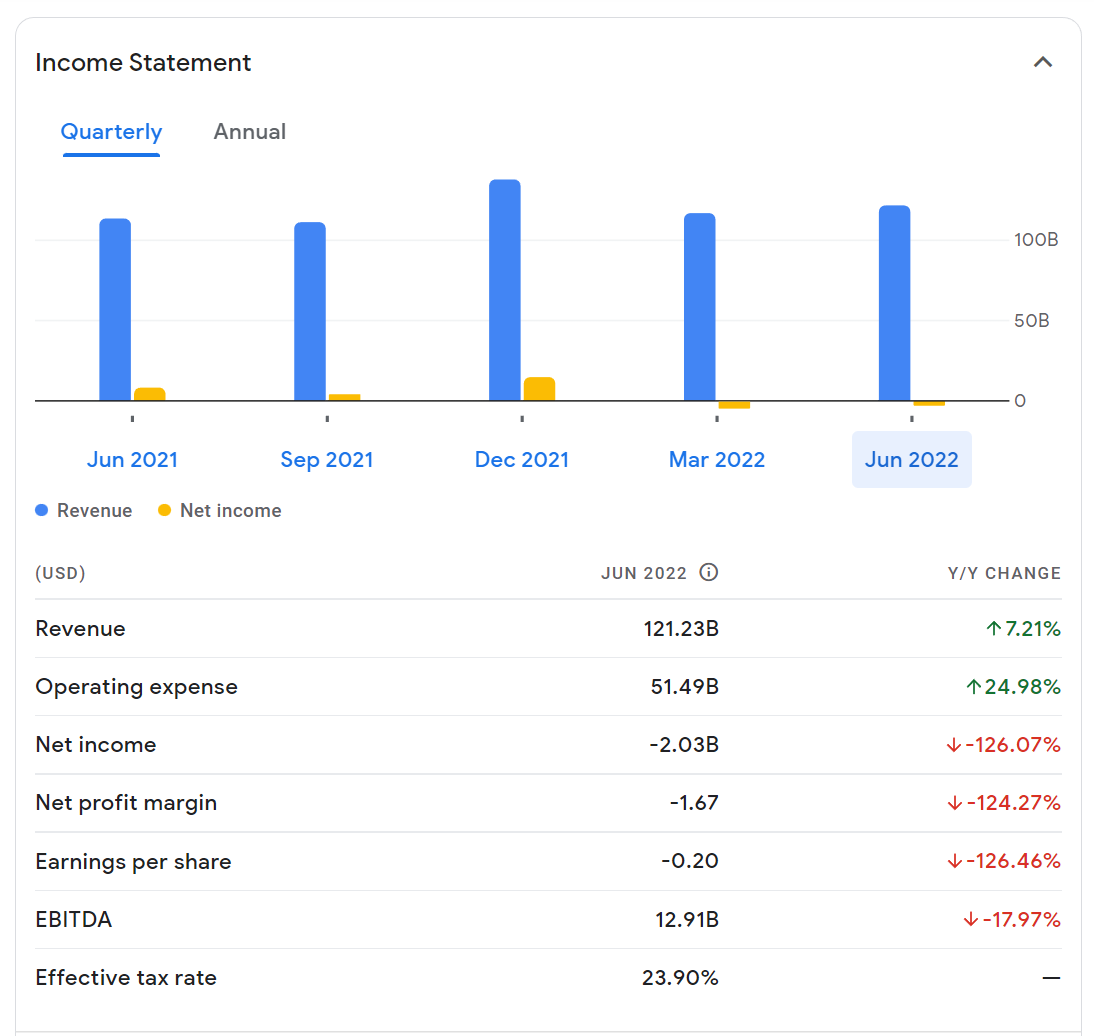 Income Statement
Quarterly Annual
100B
50B
0
Jun 2021 Sep 2021 Dec 2021 Mar 2022 Jun 2022
Revenue Net income
(USD) JUN 2022 Y/Y CHANGE
Revenue 121.23B ↑7.21%
Operating expense 51.49B ↑24.98%
Net income -2.03B ↓-126.07%
Net profit margin -1.67 ↓-124.27%
Earnings per share -0.20 ↓-126.46%
EBITDA 12.91B ↓-17.97%
Effective tax rate 23.90% —